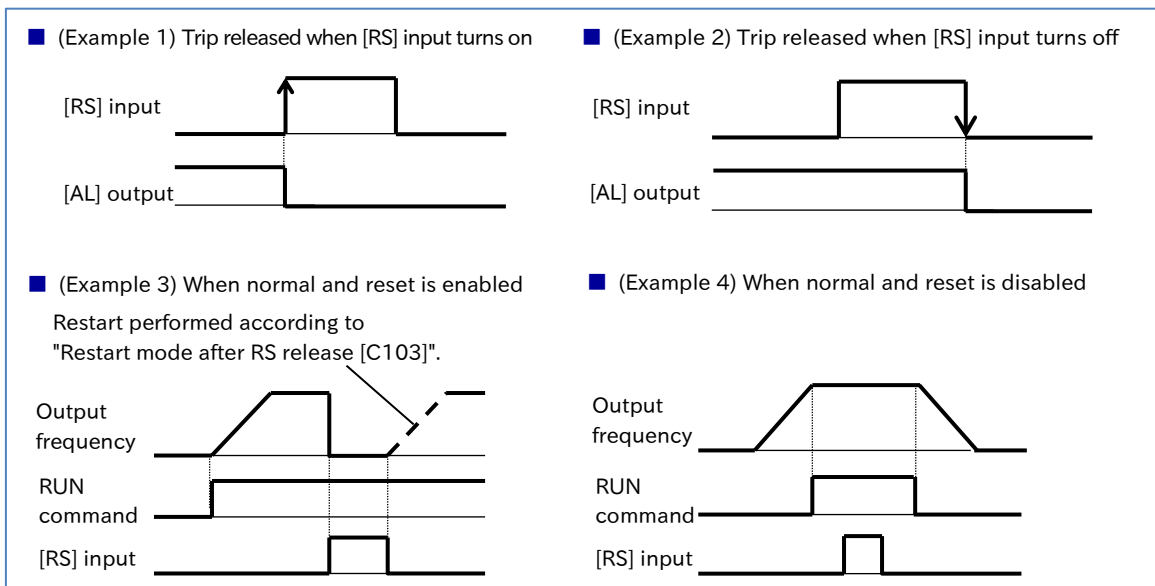 (Example 1) Trip released when [RS] input turns on
[RS] input
[AL] output
(Example 2) Trip released when [RS] input turns off
[RS] input
[AL] output
(Example 3) When normal and reset is enabled
Restart performed according to
"Restart mode after RS release [C103]".
Output
frequency
RUN
command
[RS] input
(Example 4) When normal and reset is disabled
Output
frequency
RUN
command
[RS] input